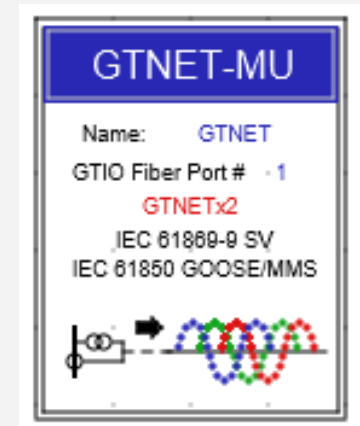 GTNET-MU
Name: GTNET
GTIO Fiber Port # 1
GTNETx2
IEC 61869-9 SV
IEC 61850 GOOSE/MMS